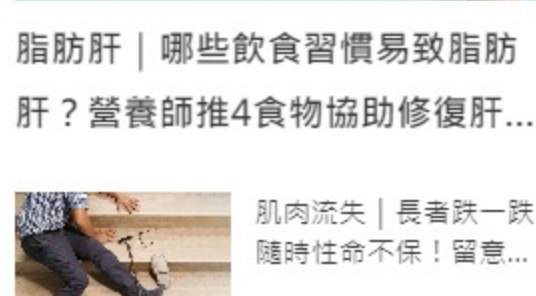 脂肪肝｜哪些飲食習慣易致脂肪
肝？營養師推4食物協助修復肝...
肌肉流失｜長者跌一跌
隨時性命不保！留意...